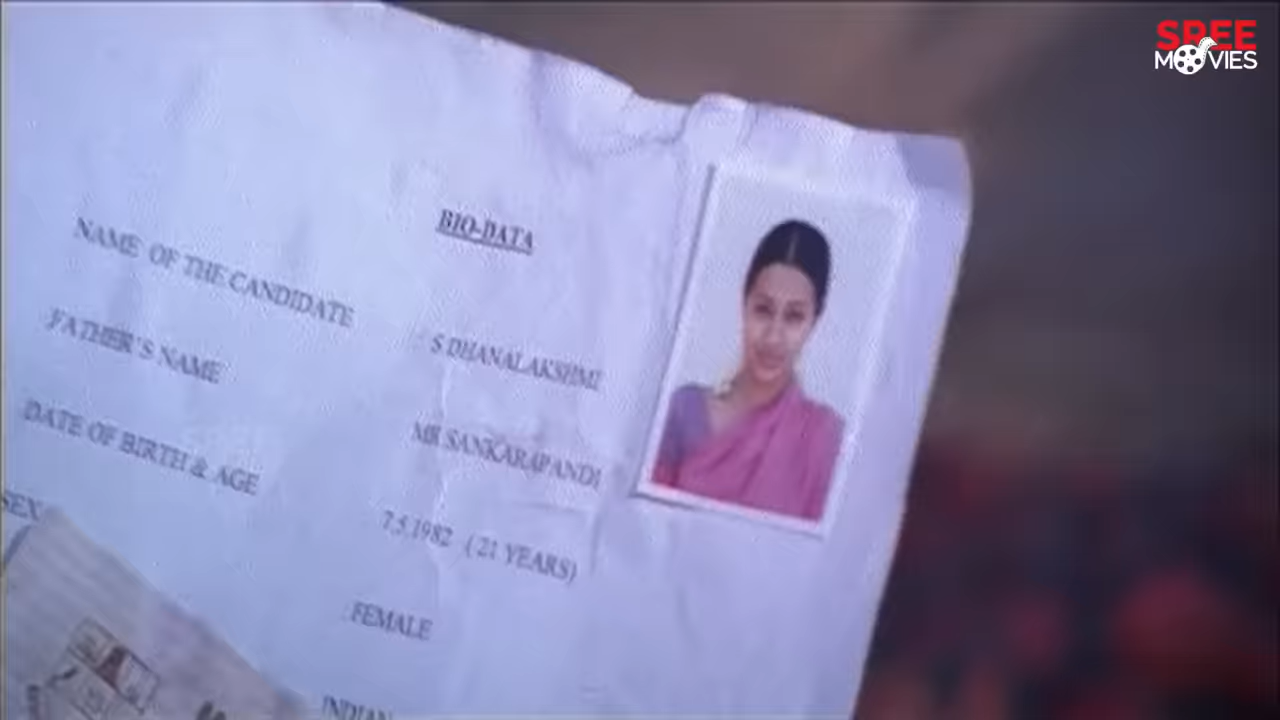 SREE
MOVIES
BIO-DATA
NAME OF THE CANDIDATE : S DHANALAKSHMI
FATHER'S NAME MR SANKARAPANDI
DATE OF BIRTH & AGE 7.5.1982 (21 YEARS)
SEX : FEMALE
INDIAN